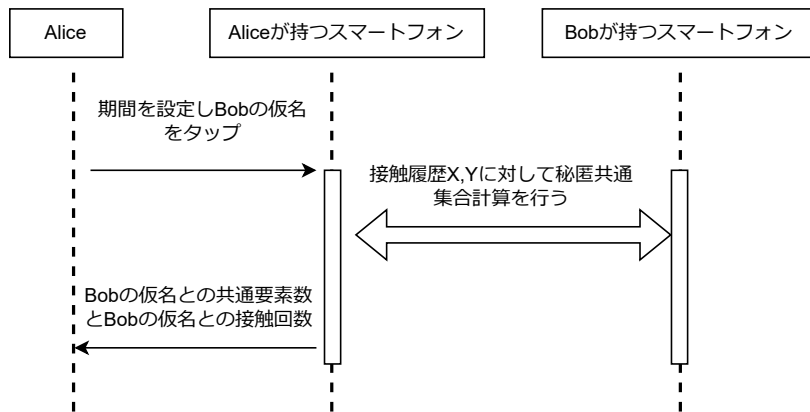 Alice
Aliceが持つスマートフォン
Bobが持つスマートフォン
期間を設定しBobの仮名
をタップ
接触履歴X,Yに対して秘匿共通
集合計算を行う
Bobの仮名との共通要素数
とBobの仮名との接触回数